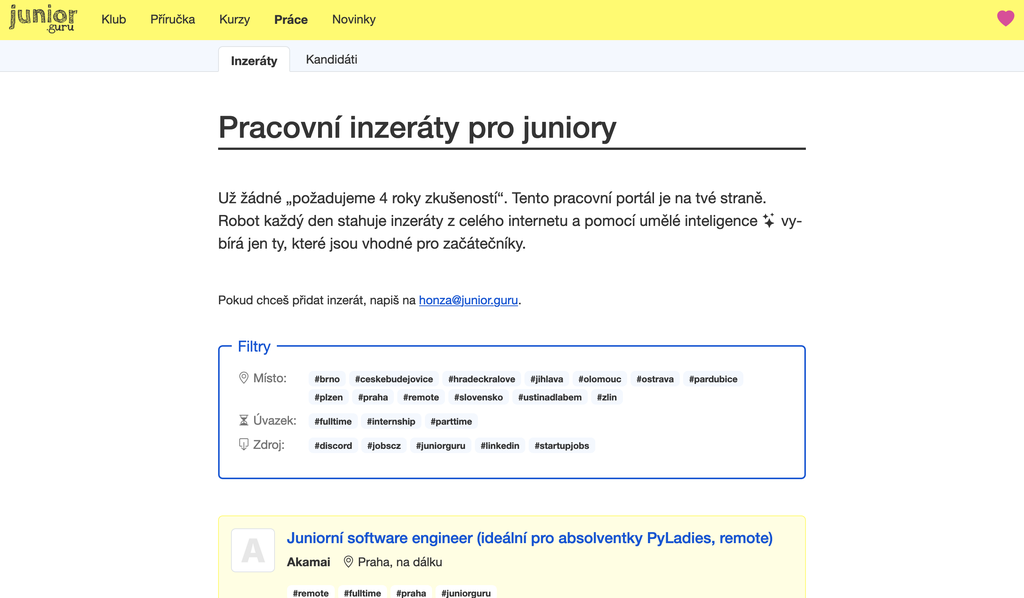 junior
.guru
Klub Příručka Kurzy Práce Novinky
Inzeráty Kandidáti
Pracovní inzeráty pro juniory
Už žádné „požadujeme 4 roky zkušeností“. Tento pracovní portál je na tvé straně.
Robot každý den stahuje inzeráty z celého internetu a pomocí umělé inteligence vy-
bírá jen ty, které jsou vhodné pro začátečníky.
Pokud chceš přidat inzerát, napiš na honza@junior.guru.
Filtry
Místo: #brno #ceskebudejovice #hradeckralove #jihlava #olomouc #ostrava #pardubice
#plzen #praha #remote #slovensko #ustinadlabem #zlin
Úvazek: #fulltime #internship #parttime
Zdroj: #discord #jobscz #juniorguru #linkedin #startupjobs
A
Juniorní software engineer (ideální pro absolventky PyLadies, remote)
Akamai Praha, na dálku
#remote #fulltime #praha #juniorguru